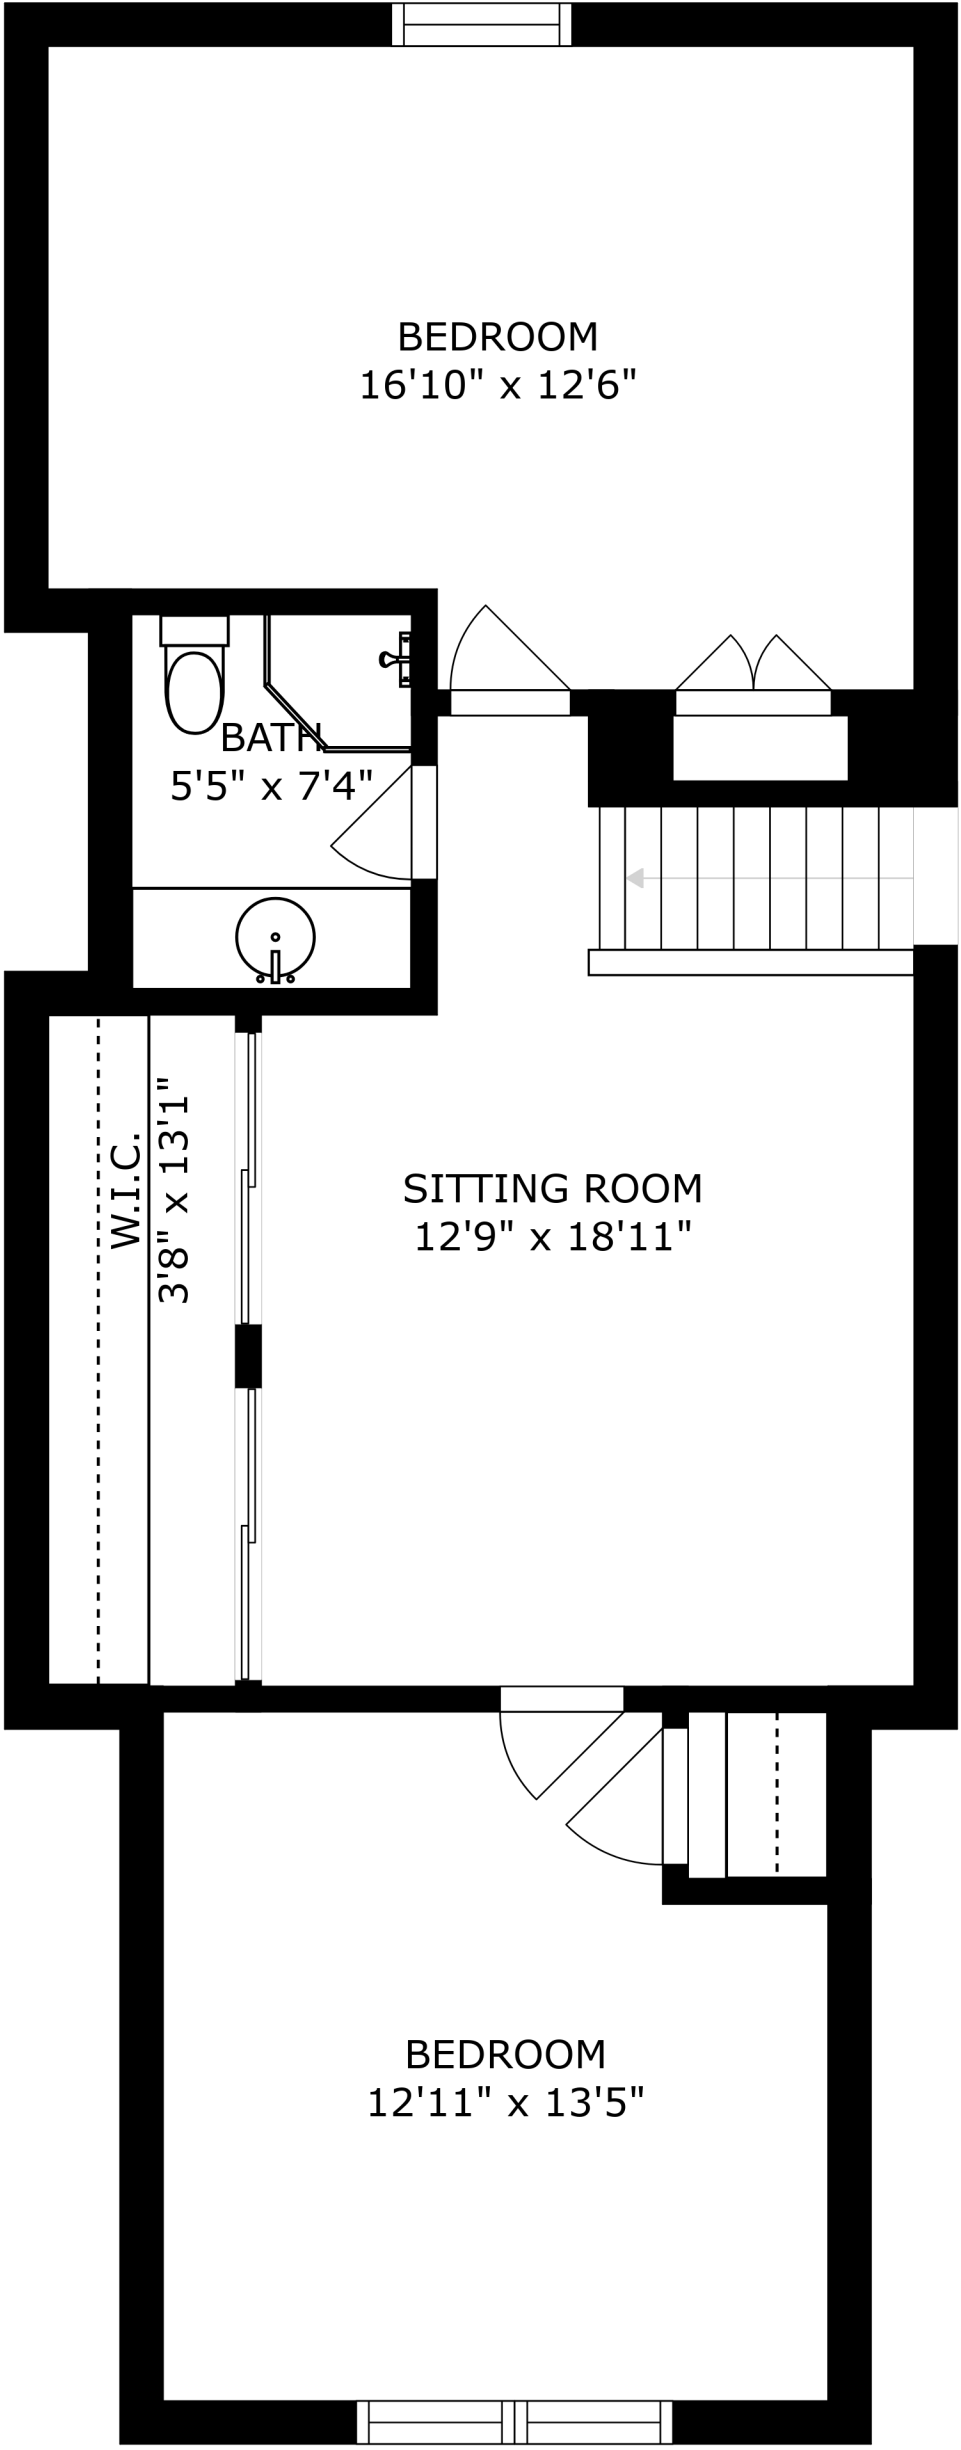 BEDROOM
16'10" x 12'6"
BATH
5'5" x 7'4"
W.I.C.
3'8" x 13'1"
SITTING ROOM
12'9" x 18'11"
BEDROOM
12'11" x 13'5"